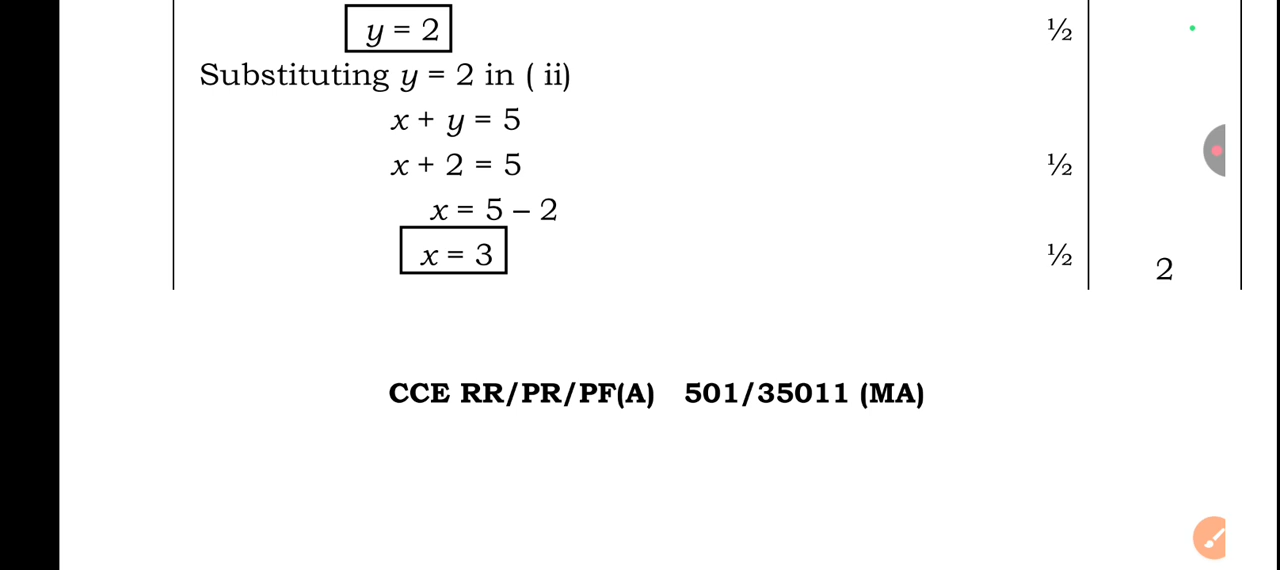 y = 2 ½
Substituting y = 2 in ( ii)
x + y = 5
x + 2 = 5 ½
x = 5 – 2
x = 3 ½ 2
CCE RR/PR/PF(A) 501/35011 (MA)